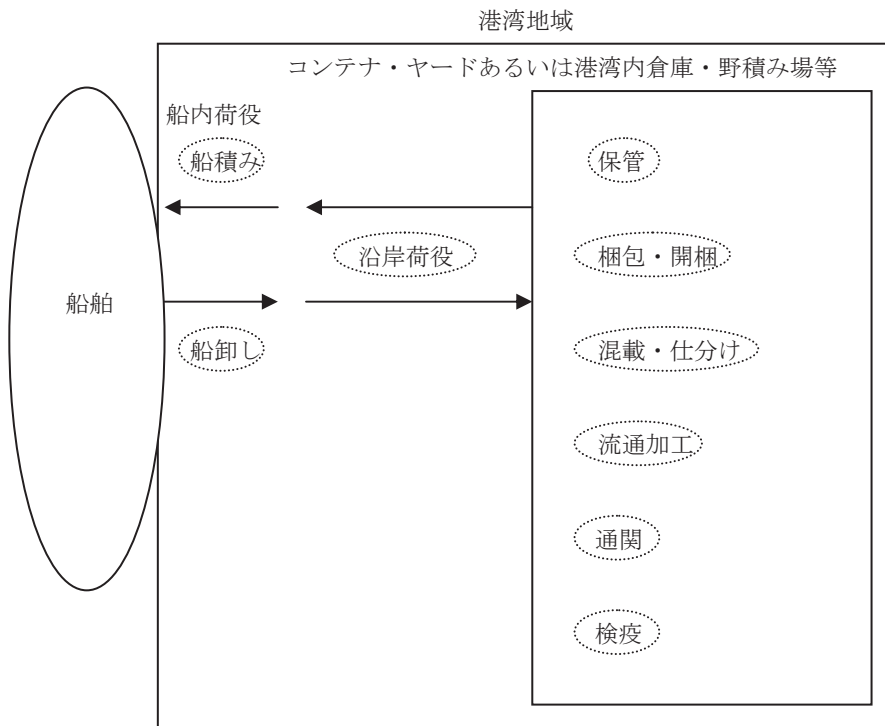 港湾地域
コンテナ・ヤードあるいは港湾内倉庫・野積み場等
船内荷役
船積み
保管
沿岸荷役
梱包・開梱
船舶
船卸し
混載・仕分け
流通加工
通関
検疫